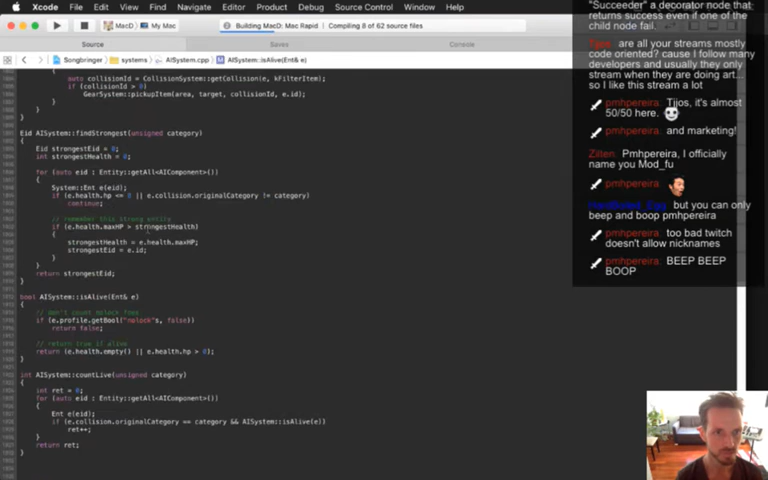 Xcode File Edit View Find Navigate Editor Product Debug Source Control Window Help
MacD My Mac
Building MacD: Mac Rapid | Compiling 8 of 62 source files
Source Saves Console
Songbringer systems AISystem.cpp AISystem::isAlive(Ent& e)
auto collisionId = CollisionSystem::getCollision(e, kFilterItem);
if (collisionId > 0)
GearSystem::pickupItem(area, target, collisionId, e.id);
}
}
Eid AISystem::findStrongest(unsigned category)
{
Eid strongestEid = 0;
int strongestHealth = 0;
for (auto eid : Entity::getAll<AIComponent>())
{
System::Ent e(eid);
if (e.health.hp <= 0 || e.collision.originalCategory != category)
continue;
// remember this strong entity
if (e.health.maxHP > strongestHealth)
{
strongestHealth = e.health.maxHP;
strongestEid = e.id;
}
}
return strongestEid;
}
bool AISystem::isAlive(Ent& e)
{
// don't count nolock foes
if (e.profile.getBool("nolock"s, false))
return false;
// return true if alive
return (e.health.empty() || e.health.hp > 0);
}
int AISystem::countLive(unsigned category)
{
int ret = 0;
for (auto eid : Entity::getAll<AIComponent>())
{
Ent e(eid);
if (e.collision.originalCategory == category && AISystem::isAlive(e))
ret++;
}
return ret;
}
"Succeeder" a decorator node that
returns success even if one of the
child node fail.
Tijos: are all your streams mostly
code oriented? cause I follow many
developers and usually they only
stream when they are doing art...
so I like this stream a lot
pmhpereira: Tijos, it's almost
50/50 here.
pmhpereira: and marketing!
Pmhpereira, I officially
name you Mod_fu
pmhpereira:
but you can only
beep and boop pmhpereira
pmhpereira: too bad twitch
doesn't allow nicknames
pmhpereira: BEEP BEEP
BOOP